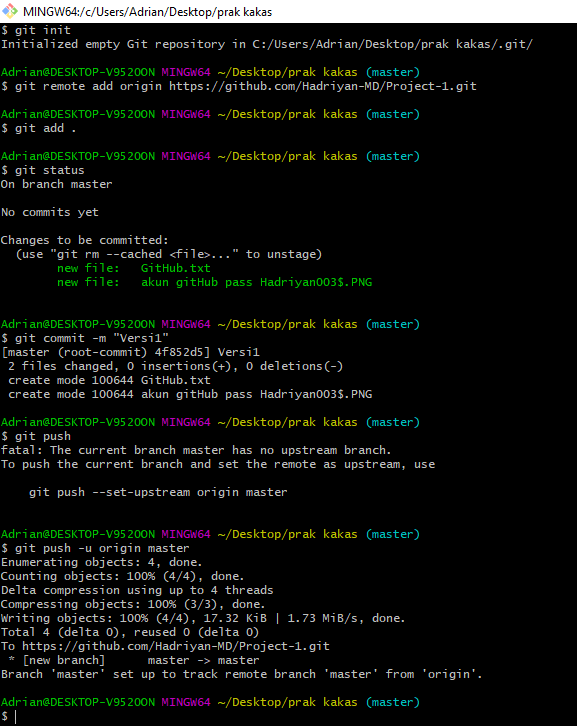 MINGW64:/c/Users/Adrian/Desktop/prak kakas
$ git init
Initialized empty Git repository in C:/Users/Adrian/Desktop/prak kakas/.git/
Adrian@DESKTOP-V952OON MINGW64 ~/Desktop/prak kakas (master)
$ git remote add origin https://github.com/Hadriyan-MD/Project-1.git
Adrian@DESKTOP-V952OON MINGW64 ~/Desktop/prak kakas (master)
$ git add .
Adrian@DESKTOP-V952OON MINGW64 ~/Desktop/prak kakas (master)
$ git status
On branch master
No commits yet
Changes to be committed:
  (use "git rm --cached <file>..." to unstage)
        new file:   GitHub.txt
        new file:   akun gitHub pass Hadriyan003$.PNG
Adrian@DESKTOP-V952OON MINGW64 ~/Desktop/prak kakas (master)
$ git commit -m "Versi1"
[master (root-commit) 4f852d5] Versi1
 2 files changed, 0 insertions(+), 0 deletions(-)
 create mode 100644 GitHub.txt
 create mode 100644 akun gitHub pass Hadriyan003$.PNG
Adrian@DESKTOP-V952OON MINGW64 ~/Desktop/prak kakas (master)
$ git push
fatal: The current branch master has no upstream branch.
To push the current branch and set the remote as upstream, use
    git push --set-upstream origin master
Adrian@DESKTOP-V952OON MINGW64 ~/Desktop/prak kakas (master)
$ git push -u origin master
Enumerating objects: 4, done.
Counting objects: 100% (4/4), done.
Delta compression using up to 4 threads
Compressing objects: 100% (3/3), done.
Writing objects: 100% (4/4), 17.32 KiB | 1.73 MiB/s, done.
Total 4 (delta 0), reused 0 (delta 0)
To https://github.com/Hadriyan-MD/Project-1.git
 * [new branch]      master -> master
Branch 'master' set up to track remote branch 'master' from 'origin'.
Adrian@DESKTOP-V952OON MINGW64 ~/Desktop/prak kakas (master)
$